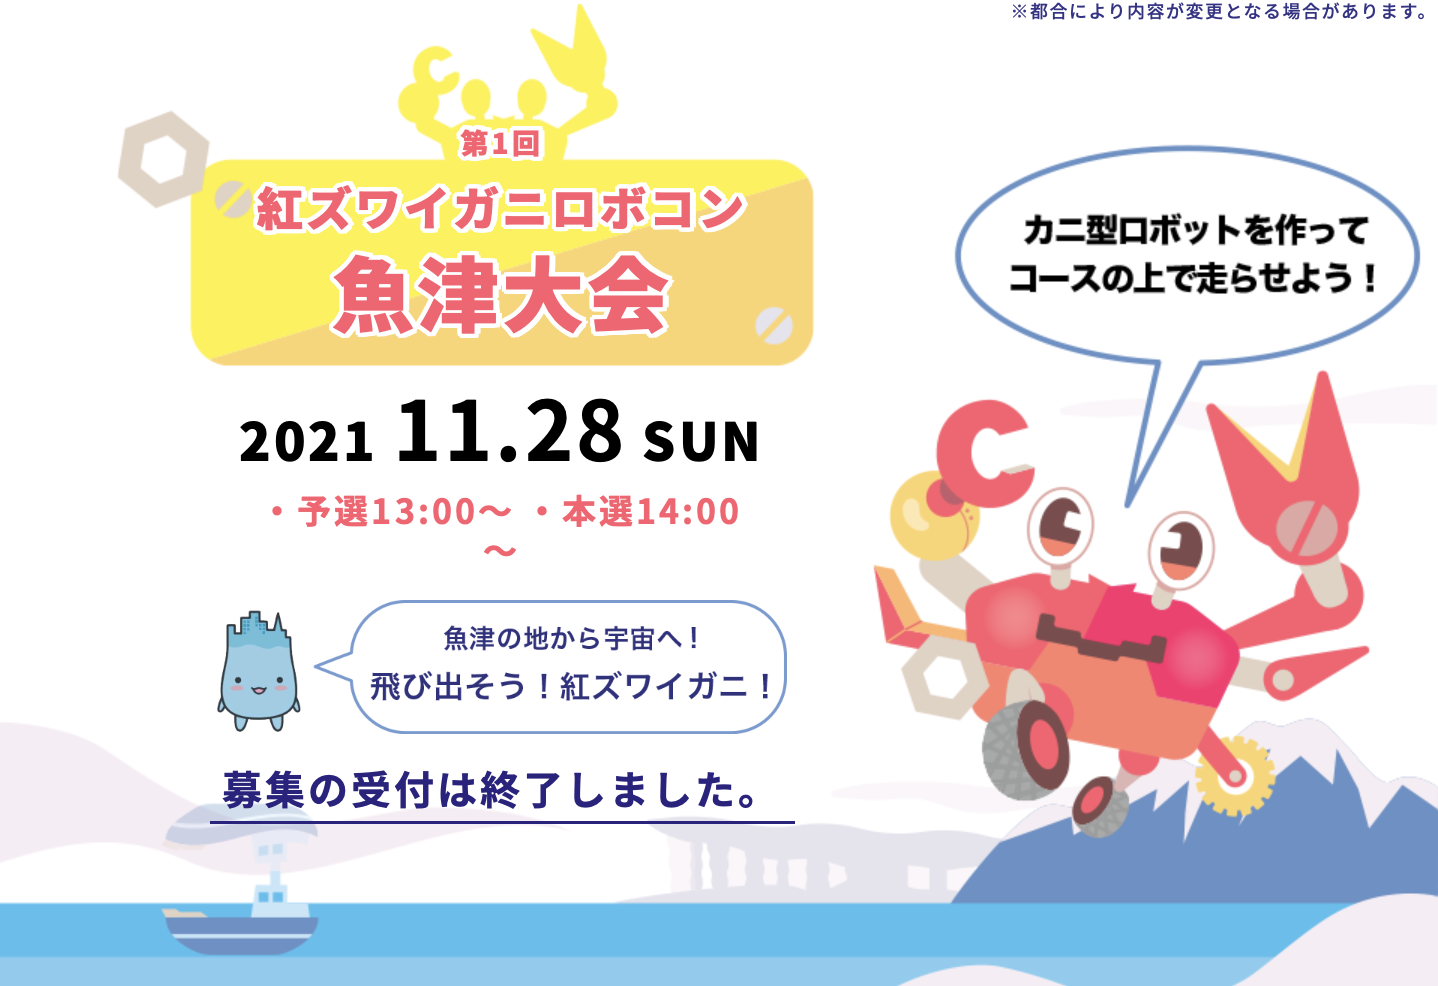 ※都合により内容が変更となる場合があります。
第1回
紅ズワイガニロボコン
魚津大会
2021 11.28 SUN
・予選13:00〜 ・本選14:00
〜
カニ型ロボットを作って
コースの上で走らせよう！
魚津の地から宇宙へ！
飛び出そう！紅ズワイガニ！
募集の受付は終了しました。